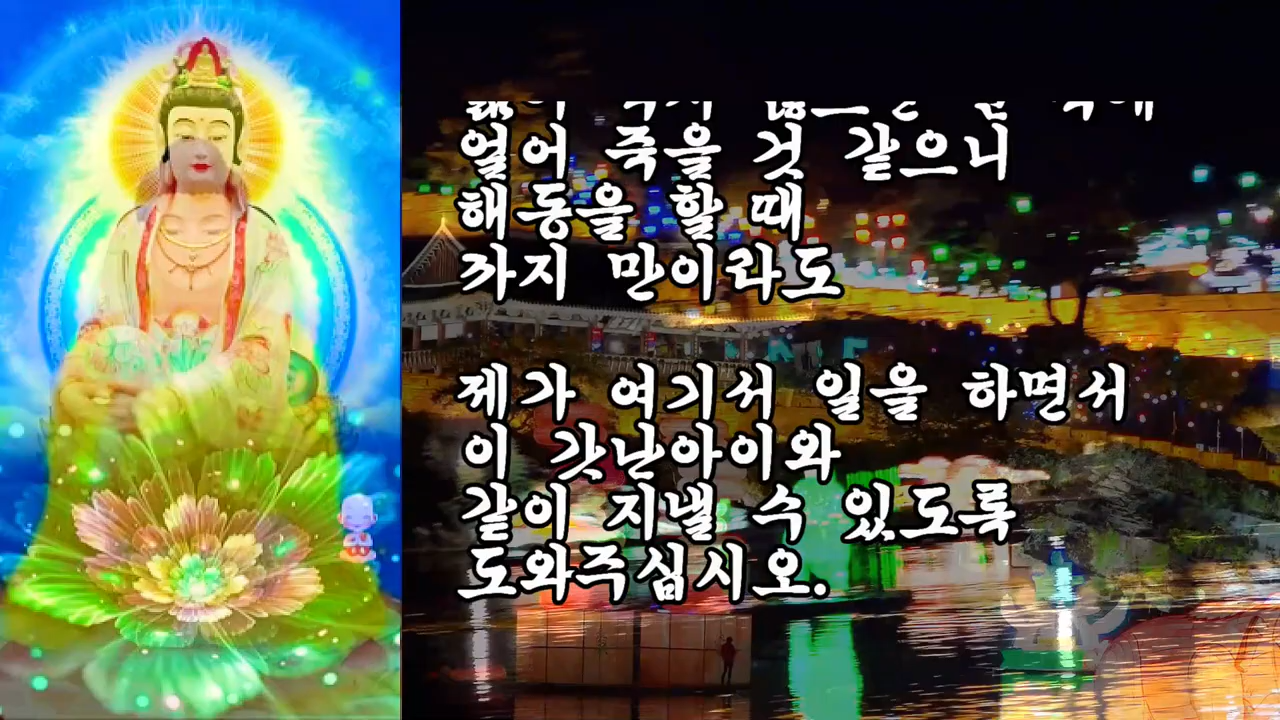 얼어 죽을 것 같으니
해동을 할 때
까지 만이라도
제가 여기서 일을 하면서
이 갓난아이와
같이 지낼 수 있도록
도와주십시오.